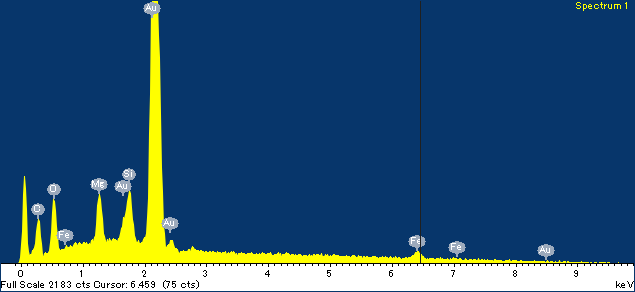 Spectrum 1
Au
Si
Mg
Au
O
C
Au
Fe
Fe
Fe
Au
0 1 2 3 4 5 6 7 8 9
Full Scale 2183 cts Cursor: 6.459 (75 cts) keV